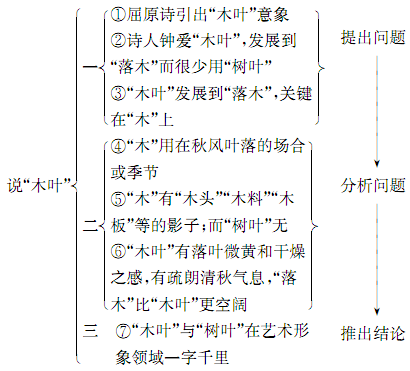 说“木叶”
一
①屈原诗引出“木叶”意象
②诗人钟爱“木叶”,发展到
“落木”而很少用“树叶”
③“木叶”发展到“落木”,关键
在“木”上
提出问题
二
④“木”用在秋风叶落的场合
或季节
⑤“木”有“木头”“木料”“木
板”等的影子;而“树叶”无
⑥“木叶”有落叶微黄和干燥
之感,有疏朗清秋气息,“落
木”比“木叶”更空阔
分析问题
三
⑦“木叶”与“树叶”在艺术形
象领域一字千里
推出结论